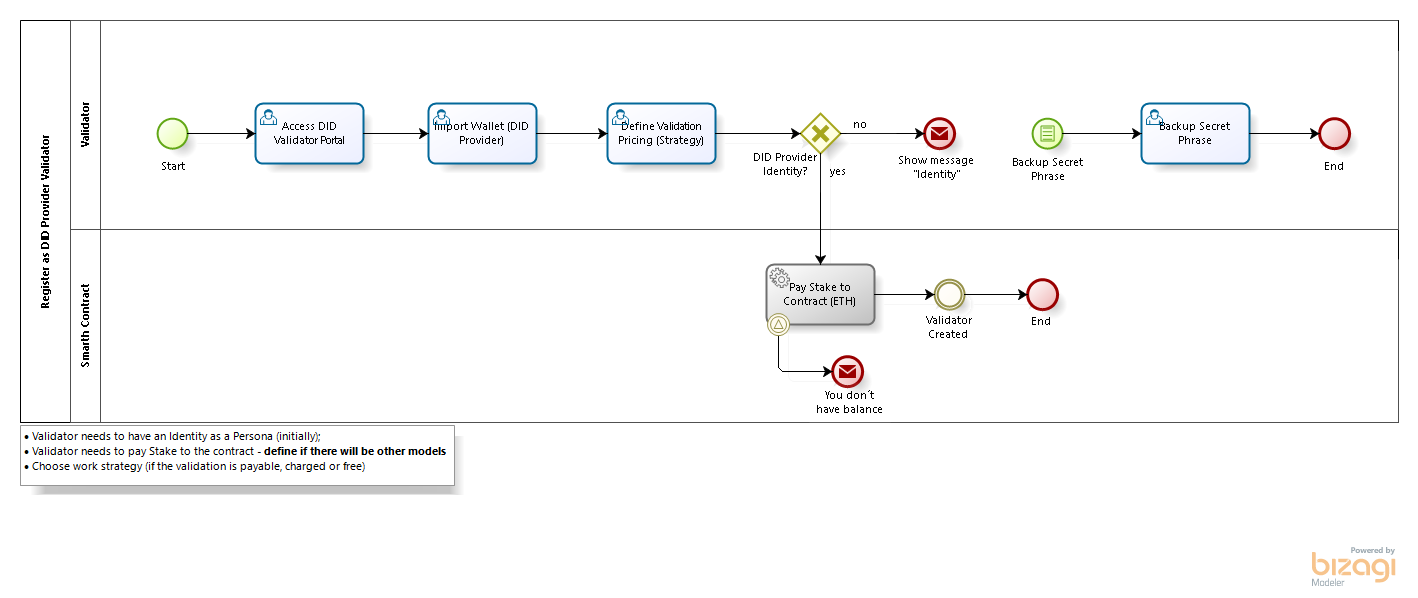 Register as DID Provider Validator
Validator
Start
Access DID
Validator Portal
Import Wallet (DID
Provider)
Define Validation
Pricing (Strategy)
DID Provider
Identity?
no
yes
Show message
"Identity"
Backup Secret
Phrase
Backup Secret
Phrase
End
Smarth Contract
Pay Stake to
Contract (ETH)
Validator
Created
End
You don´t
have balance
• Validator needs to have an Identity as a Persona (initially);
• Validator needs to pay Stake to the contract - define if there will be other models
• Choose work strategy (if the validation is payable, charged or free)
Powered by
bizagi
Modeler